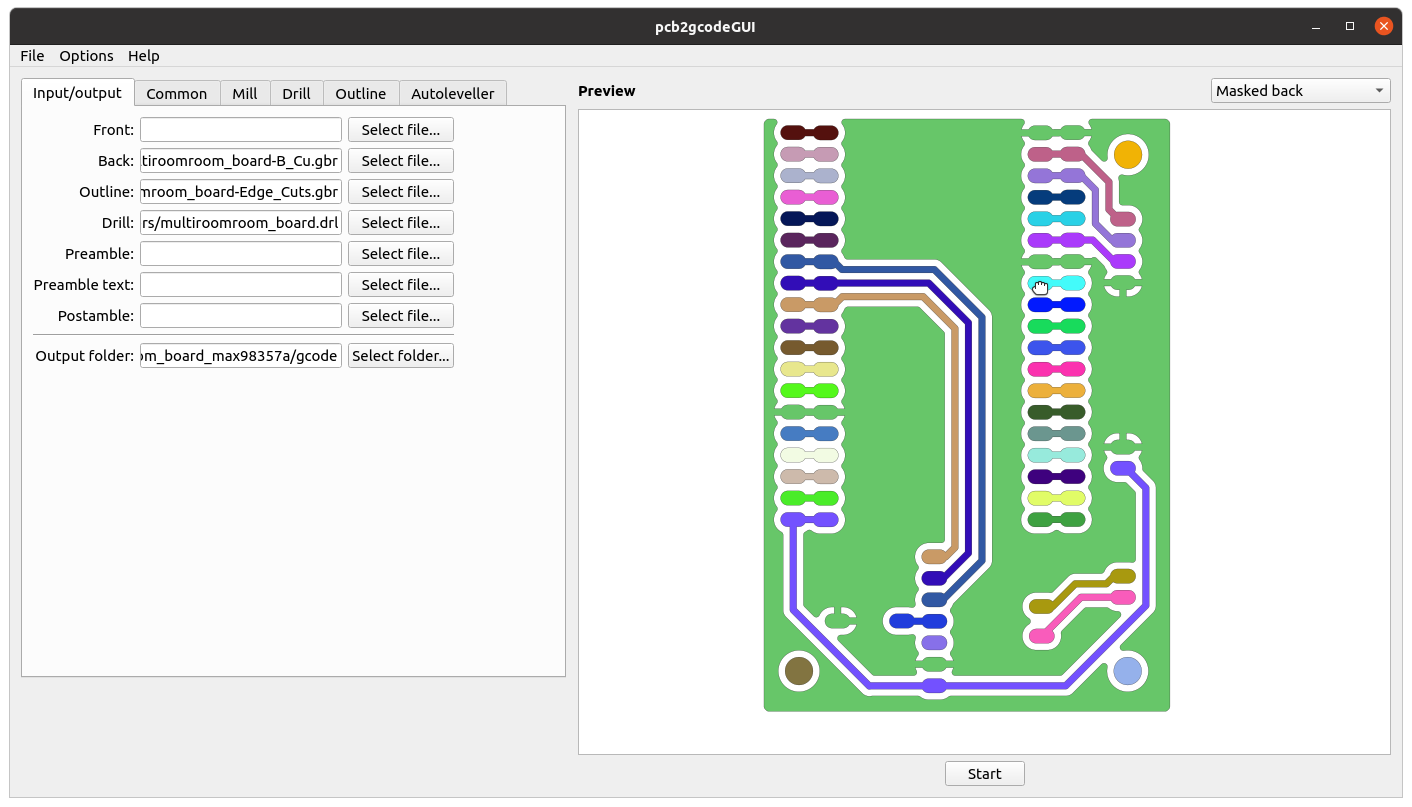 pcb2gcodeGUI
File Options Help
Input/output Common Mill Drill Outline Autoleveller
Preview
Masked back
Front: Select file...
Back: tiroomroom_board-B_Cu.gbr Select file...
Outline: mroom_board-Edge_Cuts.gbr Select file...
Drill: rs/multiroomroom_board.drl Select file...
Preamble: Select file...
Preamble text: Select file...
Postamble: Select file...
Output folder: om_board_max98357a/gcode Select folder...
Start